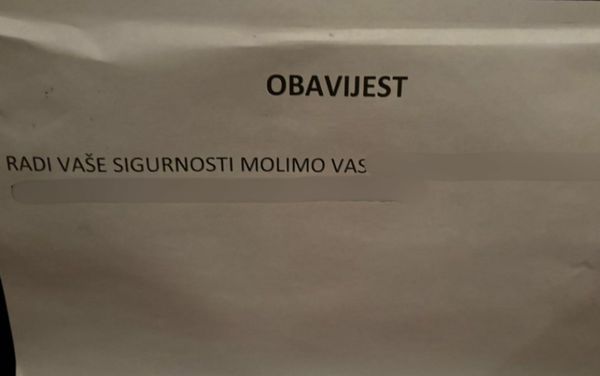 OBAVIJEST
RADI VAŠE SIGURNOSTI MOLIMO VAS